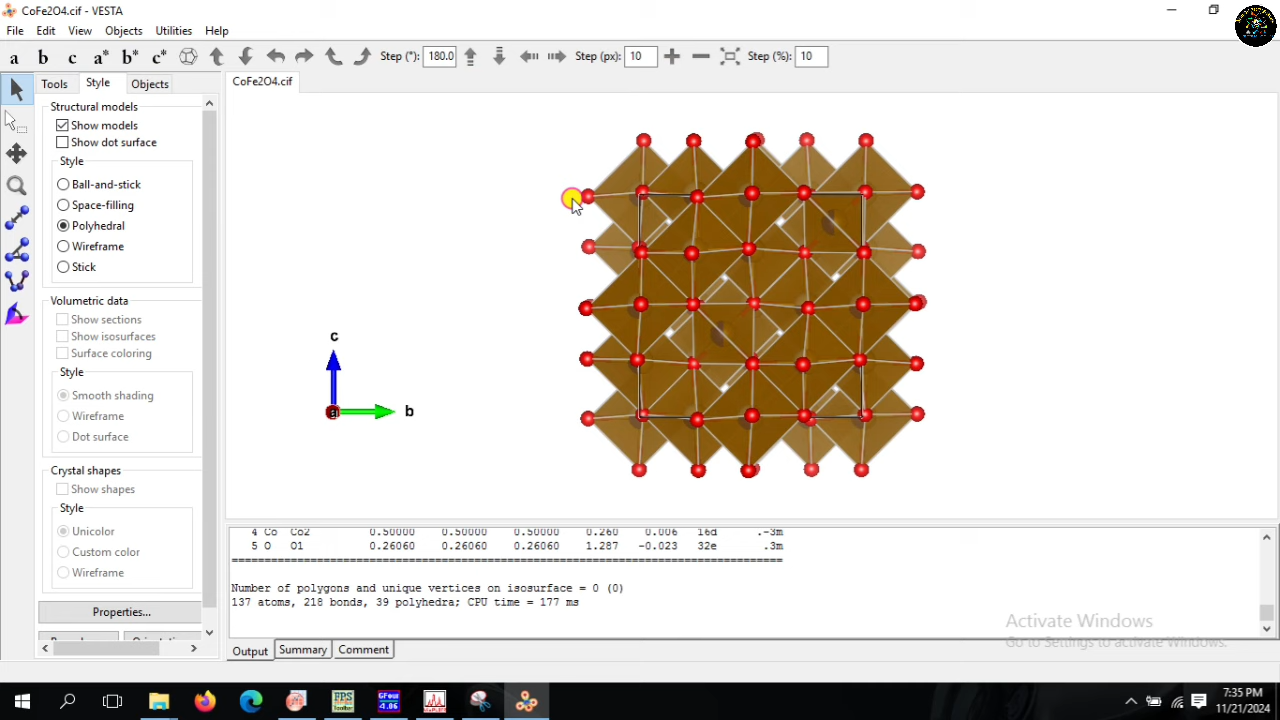 CoFe2O4.cif - VESTA
File Edit View Objects Utilities Help
a b c a* b* c* Step (°): 180.0 Step (px): 10 Step (%): 10
Tools Style Objects
CoFe2O4.cif
Structural models
Show models
Show dot surface
Style
Ball-and-stick
Space-filling
Polyhedral
Wireframe
Stick
Volumetric data
Show sections
Show isosurfaces
Surface coloring
Style
Smooth shading
Wireframe
Dot surface
Crystal shapes
Show shapes
Style
Unicolor
Custom color
Wireframe
Properties...
c
a
b
4 Co Co2 0.50000 0.50000 0.50000 0.260 0.006 16d .-3m
5 O O1 0.26060 0.26060 0.26060 1.287 -0.023 32e .3m
Number of polygons and unique vertices on isosurface = 0 (0)
137 atoms, 218 bonds, 39 polyhedra; CPU time = 177 ms
Activate Windows
Go to Settings to activate Windows.
Output Summary Comment
FPS
GFour
4.06
7:35 PM
11/21/2024